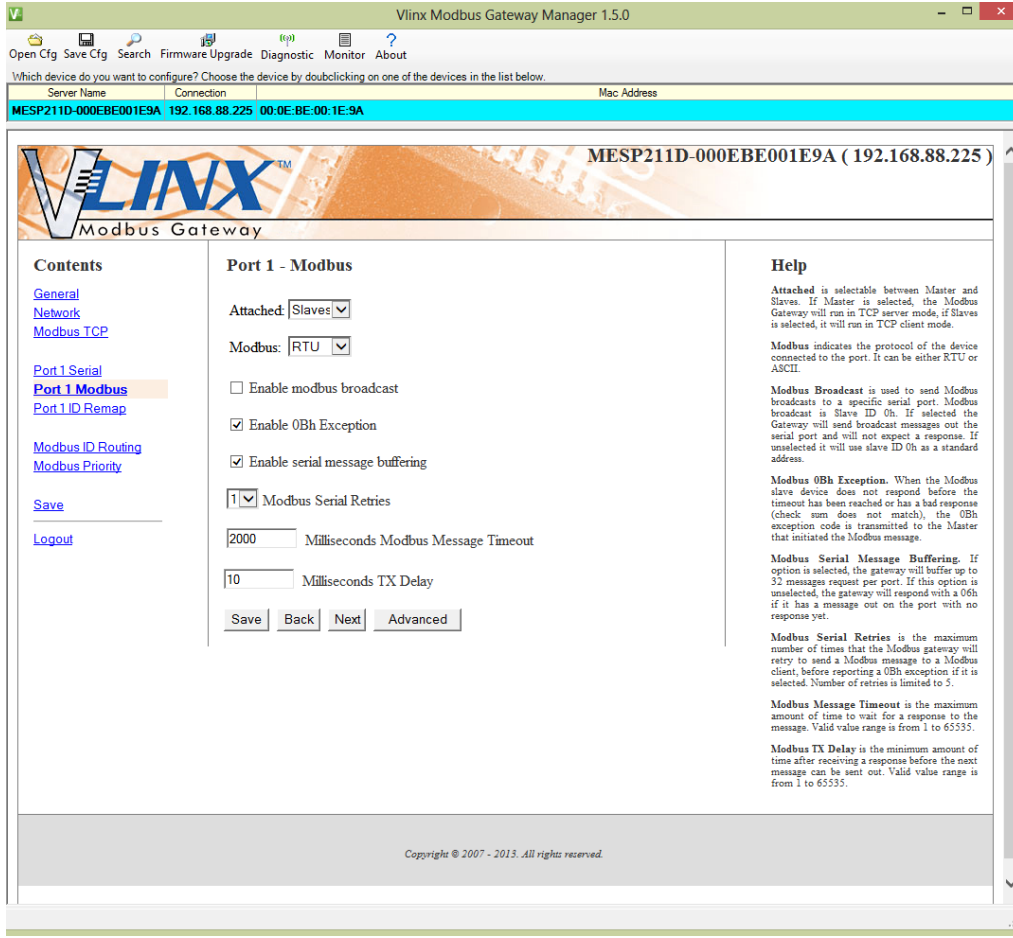 Vlinx Modbus Gateway Manager 1.5.0
Open Cfg Save Cfg Search Firmware Upgrade Diagnostic Monitor About
Which device do you want to configure? Choose the device by doubclicking on one of the devices in the list below.
Server Name Connection Mac Address
MESP211D-000EBE001E9A 192.168.88.225 00:0E:BE:00:1E:9A
MESP211D-000EBE001E9A ( 192.168.88.225 )
VLINX TM
Modbus Gateway
Contents
General
Network
Modbus TCP
Port 1 Serial
Port 1 Modbus
Port 1 ID Remap
Modbus ID Routing
Modbus Priority
Save
Logout
Port 1 - Modbus
Attached: Slaves
Modbus: RTU
Enable modbus broadcast
Enable 0Bh Exception
Enable serial message buffering
1 Modbus Serial Retries
2000 Milliseconds Modbus Message Timeout
10 Milliseconds TX Delay
Save Back Next Advanced
Help
Attached is selectable between Master and
Slaves. If Master is selected, the Modbus
Gateway will run in TCP server mode, if Slaves
is selected, it will run in TCP client mode.
Modbus indicates the protocol of the device
connected to the port. It can be either RTU or
ASCII.
Modbus Broadcast is used to send Modbus
broadcasts to a specific serial port. Modbus
broadcast is Slave ID 0h. If selected the
Gateway will send broadcast messages out the
serial port and will not expect a response. If
unselected it will use slave ID 0h as a standard
address.
Modbus 0Bh Exception. When the Modbus
slave device does not respond before the
timeout has been reached or has a bad response
(check sum does not match), the 0Bh
exception code is transmitted to the Master
that initiated the Modbus message.
Modbus Serial Message Buffering. If
option is selected, the gateway will buffer up to
32 messages request per port. If this option is
unselected, the gateway will respond with a 06h
if it has a message out on the port with no
response yet.
Modbus Serial Retries is the maximum
number of times that the Modbus gateway will
retry to send a Modbus message to a Modbus
client, before reporting a 0Bh exception if it is
selected. Number of retries is limited to 5.
Modbus Message Timeout is the maximum
amount of time to wait for a response to the
message. Valid value range is from 1 to 65535.
Modbus TX Delay is the minimum amount of
time after receiving a response before the next
message can be sent out. Valid value range is
from 1 to 65535.
Copyright © 2007 - 2013. All rights reserved.